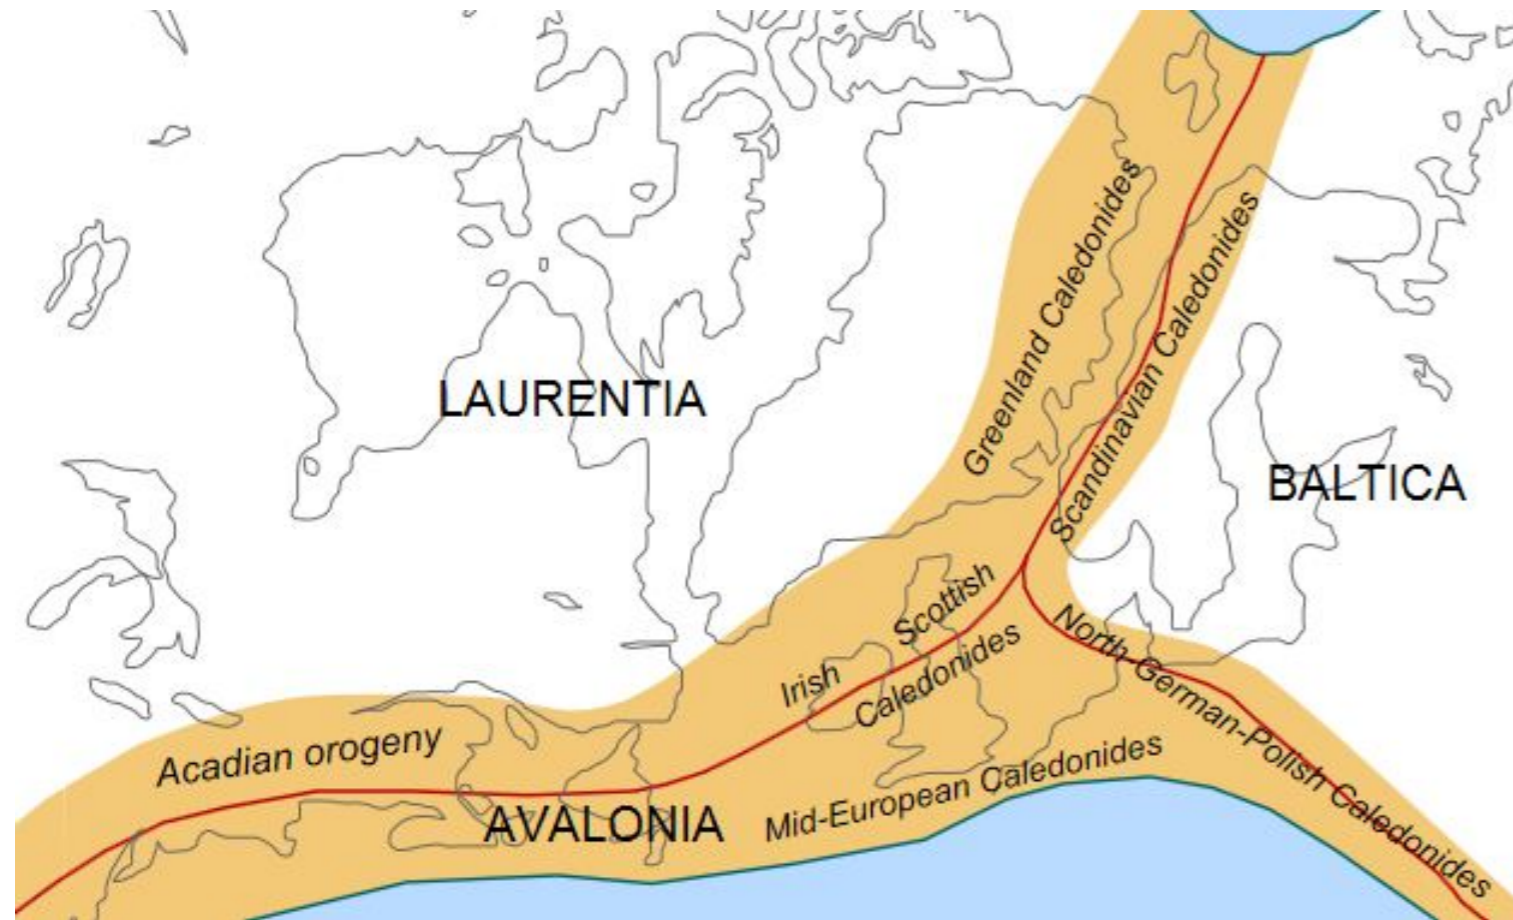 Greenland Caledonides
Scandinavian Caledonides
LAURENTIA
BALTICA
Scottish
Irish
Caledonides
North German-Polish Caledonides
Acadian orogeny
Mid-European Caledonides
AVALONIA